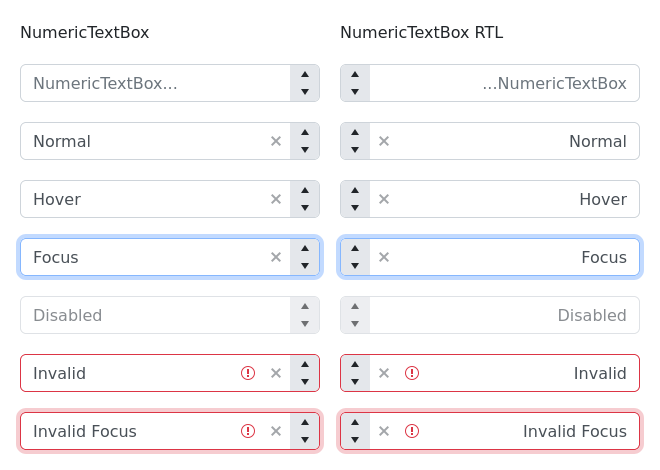 NumericTextBox
NumericTextBox RTL
NumericTextBox...
...NumericTextBox
Normal
Normal
Hover
Hover
Focus
Focus
Disabled
Disabled
Invalid
Invalid
Invalid Focus
Invalid Focus